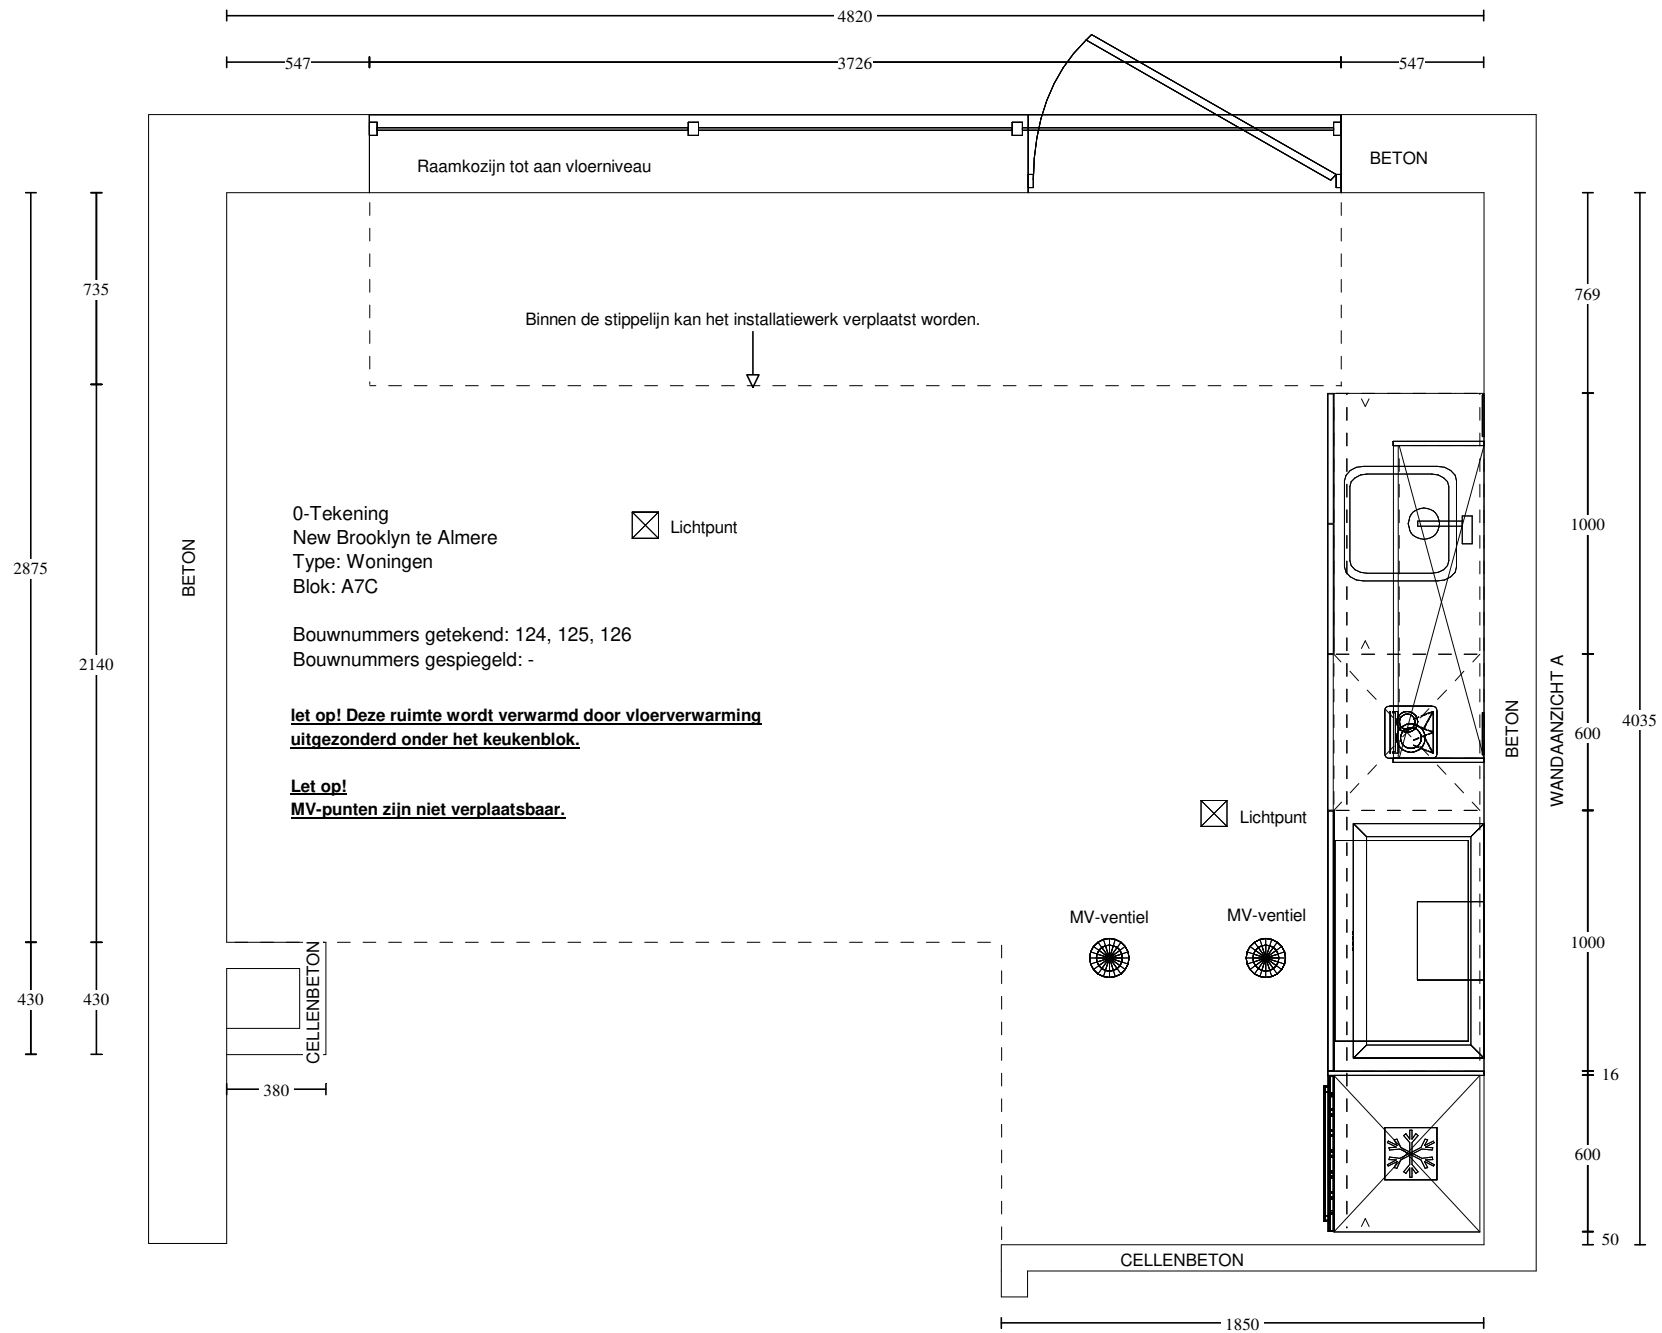 4820
547
3726
547
Raamkozijn tot aan vloerniveau
BETON
735
769
Binnen de stippelijn kan het installatiewerk verplaatst worden.
0-Tekening
New Brooklyn te Almere
Type: Woningen
Blok: A7C
Lichtpunt
1000
BETON
2875
Bouwnummers getekend: 124, 125, 126
Bouwnummers gespiegeld: -
2140
let op! Deze ruimte wordt verwarmd door vloerverwarming
uitgezonderd onder het keukenblok.
BETON
WANDAANZICHT A
4035
600
Let op!
MV-punten zijn niet verplaatsbaar.
Lichtpunt
MV-ventiel
MV-ventiel
1000
430
430
CELLENBETON
380
16
600
50
CELLENBETON
1850